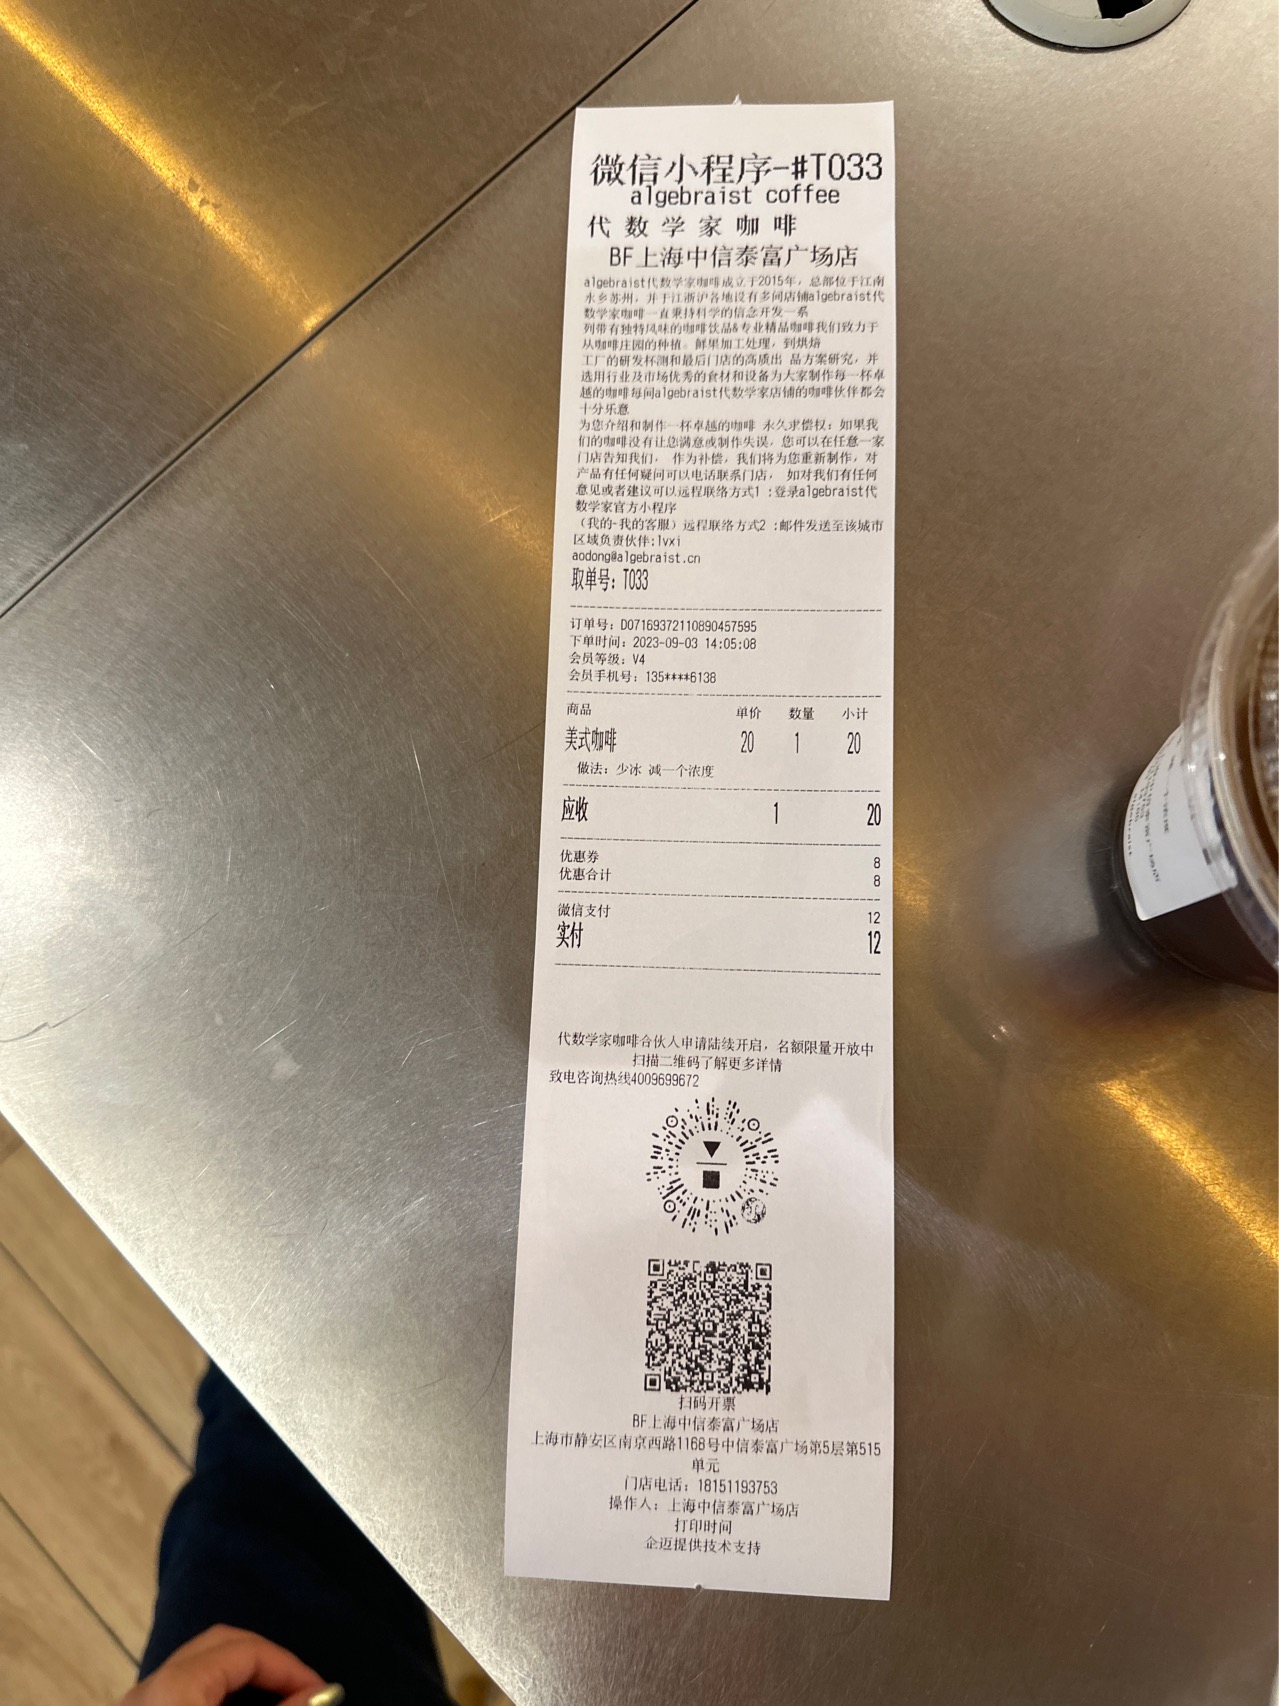 微信小程序-#T033
algebraist coffee
代数学家咖啡
BF上海中信泰富广场店
algebraist代数学家咖啡成立于2015年，总部位于江南
水乡苏州，并于江浙沪各地设有多间店铺algebraist代
数学家咖啡一直秉持科学的信念开发一系
列带有独特风味的咖啡饮品&专业精品咖啡我们致力于
从咖啡庄园的种植。鲜果加工处理，到烘焙
工厂的研发杯测和最后门店的高质出 品方案研究，并
选用行业及市场优秀的食材和设备为大家制作每一杯卓
越的咖啡每间algebraist代数学家店铺的咖啡伙伴都会
十分乐意
为您介绍和制作一杯卓越的咖啡 永久求偿权：如果我
们的咖啡没有让您满意或制作失误，您可以在任意一家
门店告知我们， 作为补偿，我们将为您重新制作，对
产品有任何疑问可以电话联系门店， 如对我们有任何
意见或者建议可以远程联络方式1 :登录algebraist代
数学家官方小程序
（我的-我的客服）远程联络方式2 :邮件发送至该城市
区域负责伙伴:lvxi
aodong@algebraist.cn
取单号：T033
订单号：D07169372110890457595
下单时间：2023-09-03 14:05:08
会员等级：V4
会员手机号：135****6138
商品 单价 数量 小计
美式咖啡 20 1 20
做法：少冰 减一个浓度
应收 1 20
优惠券 8
优惠合计 8
微信支付 12
实付 12
代数学家咖啡合伙人申请陆续开启，名额限量开放中
扫描二维码了解更多详情
致电咨询热线4009699672
扫码开票
BF上海中信泰富广场店
上海市静安区南京西路1168号中信泰富广场第5层第515
单元
门店电话：18151193753
操作人：上海中信泰富广场店
打印时间
企迈提供技术支持